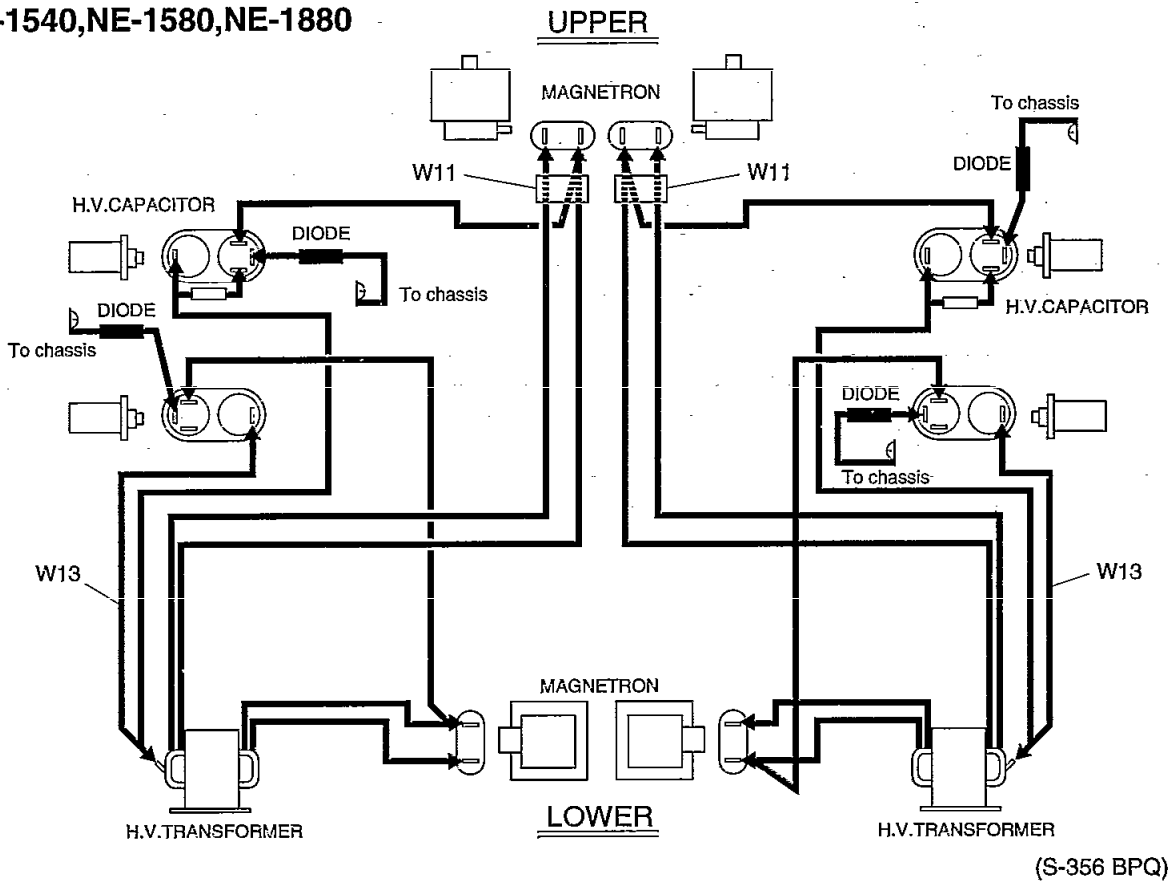 -1540,NE-1580,NE-1880
UPPER
MAGNETRON
To chassis
DIODE
W11
W11
H.V.CAPACITOR
DIODE
To chassis
H.V.CAPACITOR
DIODE
To chassis
DIODE
To chassis
W13
W13
MAGNETRON
LOWER
H.V.TRANSFORMER
H.V.TRANSFORMER
(S-356 BPQ)